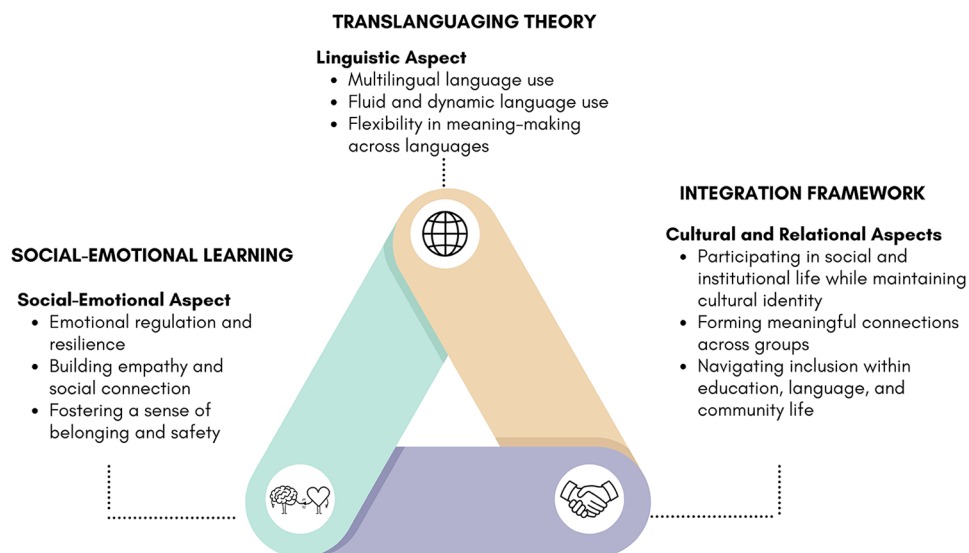 TRANSLANGUAGING THEORY
Linguistic Aspect
• Multilingual language use
• Fluid and dynamic language use
• Flexibility in meaning-making
across languages
INTEGRATION FRAMEWORK
Cultural and Relational Aspects
• Participating in social and
institutional life while maintaining
cultural identity
• Forming meaningful connections
across groups
• Navigating inclusion within
education, language, and
community life
SOCIAL-EMOTIONAL LEARNING
Social-Emotional Aspect
• Emotional regulation and
resilience
• Building empathy and
social connection
• Fostering a sense of
belonging and safety